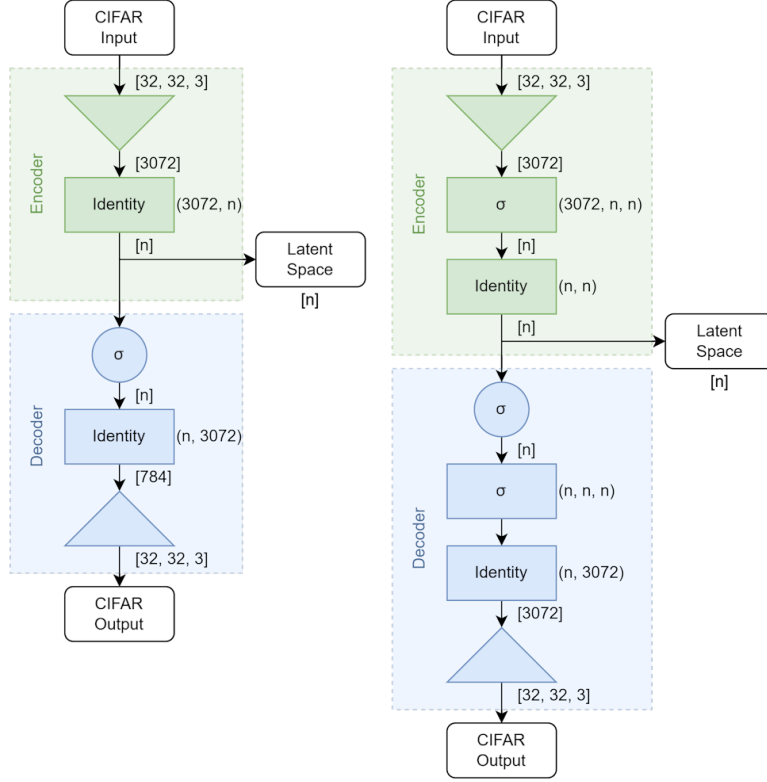 CIFAR
Input
[32, 32, 3]
Encoder
[3072]
Identity
(3072, n)
[n]
Latent
Space
[n]
Decoder
σ
[n]
Identity
(n, 3072)
[784]
[32, 32, 3]
CIFAR
Output
CIFAR
Input
[32, 32, 3]
Encoder
[3072]
σ
(3072, n, n)
[n]
Identity
(n, n)
[n]
Latent
Space
[n]
Decoder
σ
[n]
σ
(n, n, n)
Identity
(n, 3072)
[3072]
[32, 32, 3]
CIFAR
Output